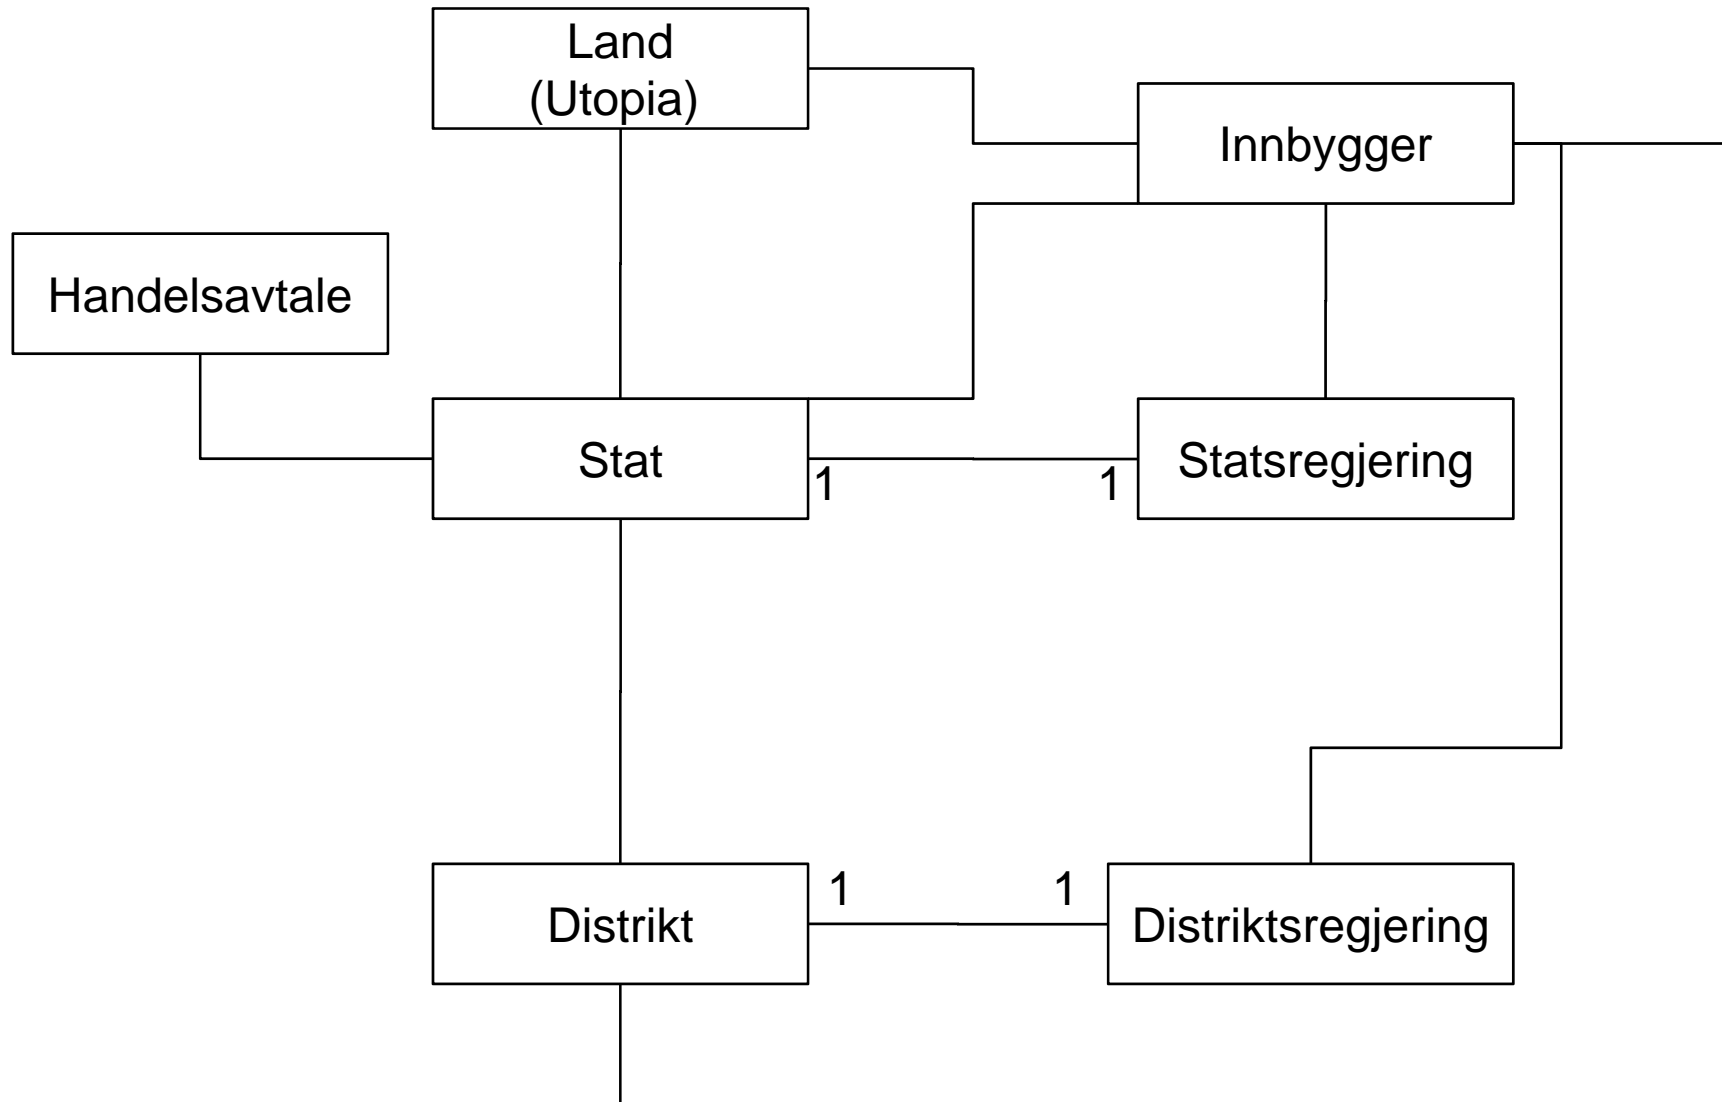 Land
(Utopia)
Innbygger
Handelsavtale
Stat
1
1
Statsregjering
Distrikt
1
1
Distriktsregjering